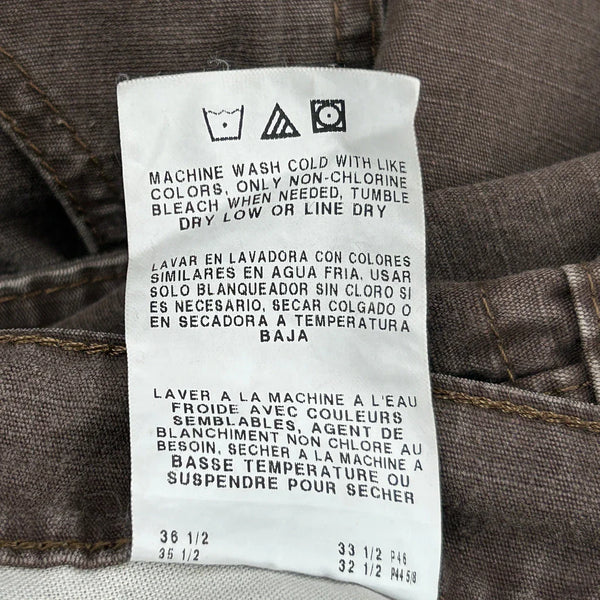 MACHINE WASH COLD WITH LIKE
COLORS, ONLY NON-CHLORINE
BLEACH WHEN NEEDED, TUMBLE
DRY LOW OR LINE DRY
LAVAR EN LAVADORA CON COLORES
SIMILARES EN AGUA FRIA. USAR
SOLO BLANQUEADOR SIN CLORO SI
ES NECESARIO, SECAR COLGADO O
EN SECADORA A TEMPERATURA
BAJA
LAVER A LA MACHINE A L'EAU
FROIDE AVEC COULEURS
SEMBLABLES, AGENT DE
BLANCHIMENT NON CHLORE AU
BESOIN, SECHER A LA MACHINE A
BASSE TEMPERATURE OU
SUSPENDRE POUR SECHER
36 1/2 33 1/2 P46
35 1/2 32 1/2 P44 5/8